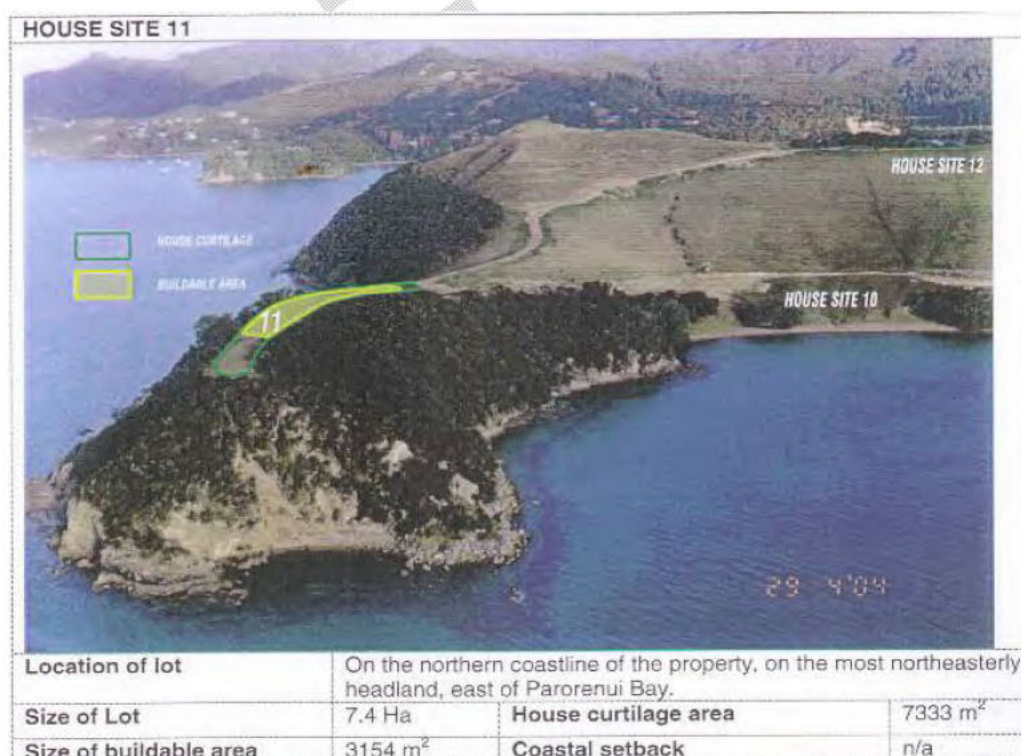 HOUSE SITE 11
HOUSE SITE 12
HOUSE CURTILAGE
BUILDABLE AREA
HOUSE SITE 10
11
29 4'04
Location of lot On the northern coastline of the property, on the most northeasterly
headland, east of Parorenui Bay.
Size of Lot 7.4 Ha House curtilage area 7333 m²
Size of buildable area 3154 m² Coastal setback n/a